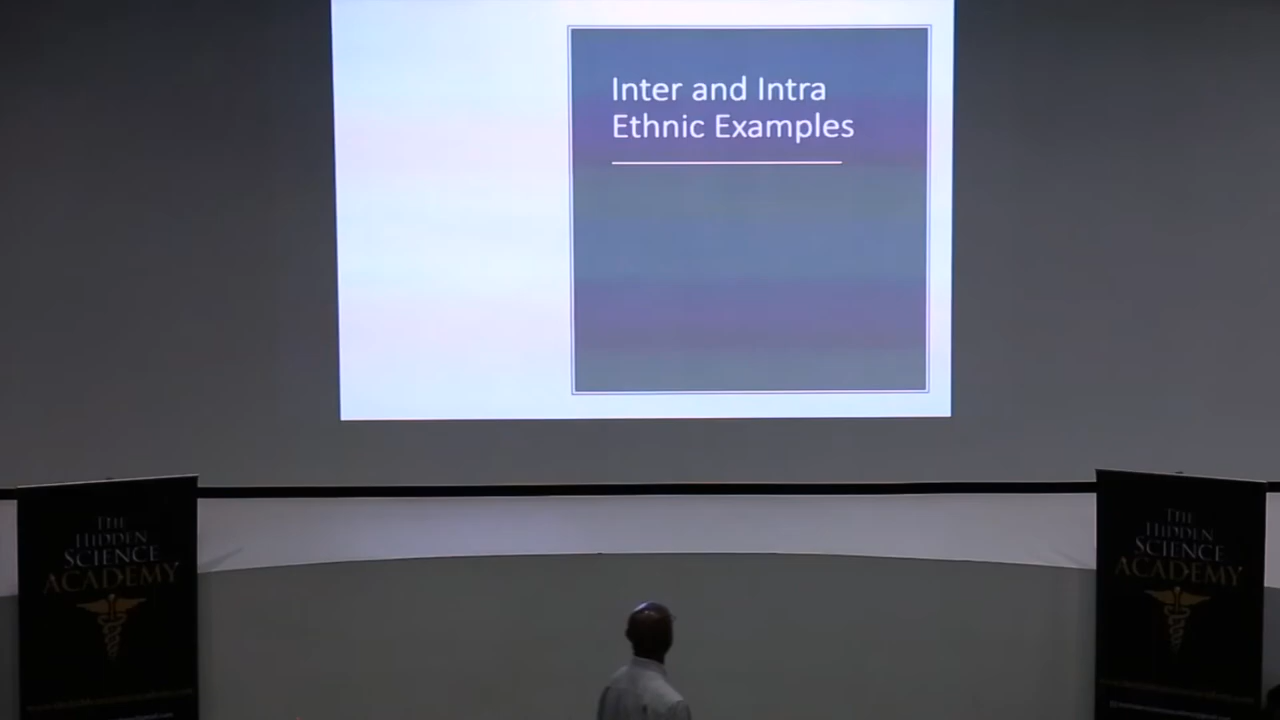 Inter and Intra
Ethnic Examples
THE
HIDDEN
SCIENCE
ACADEMY
THE
HIDDEN
SCIENCE
ACADEMY